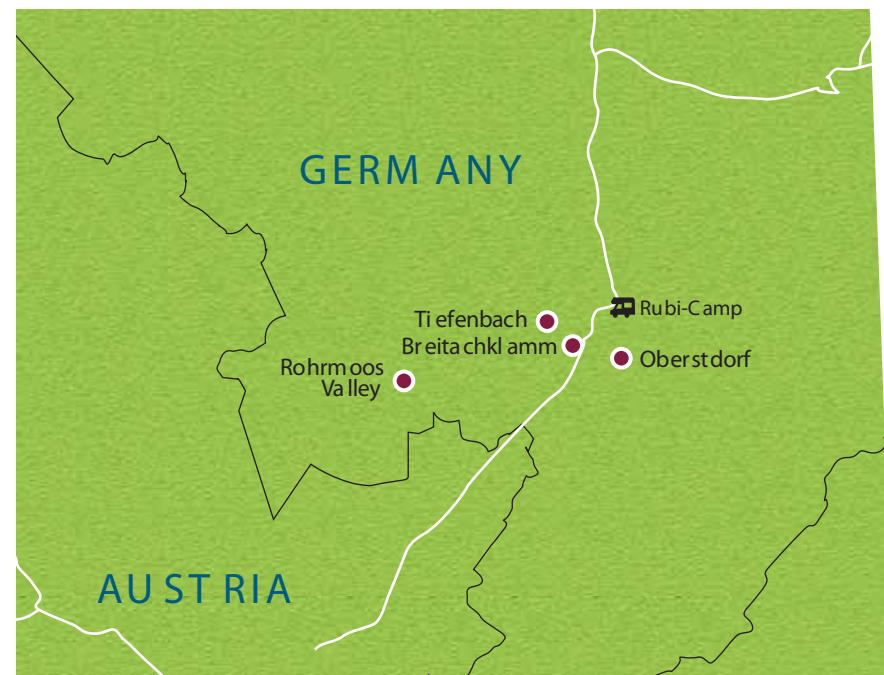 GERMANY
Rubi-Camp
Tiefenbach
Breitachklamm
Oberstdorf
Rohrmoos
Valley
AUSTRIA